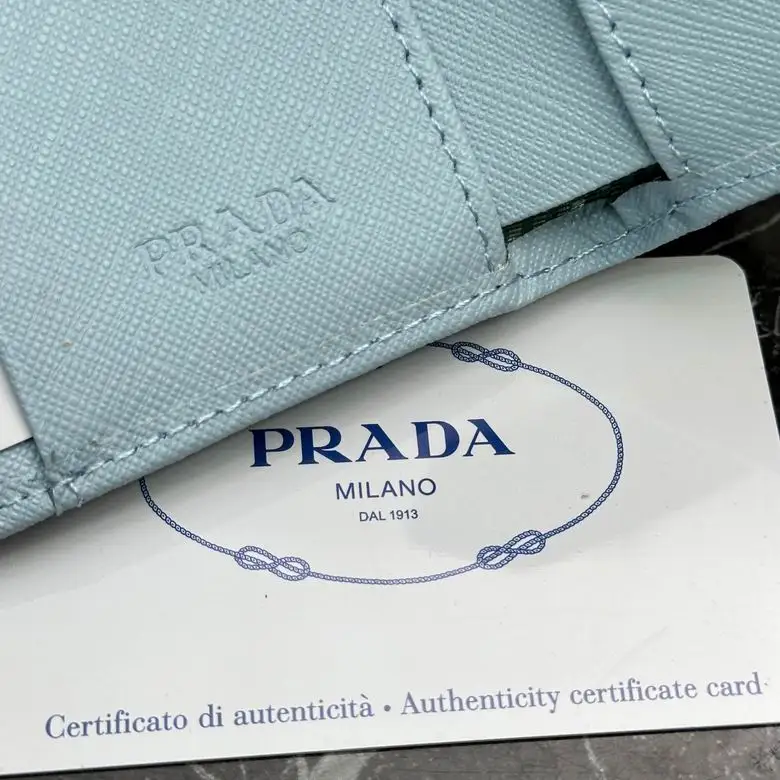 PRADA
MILANO
PRADA
MILANO
DAL 1913
Certificato di autenticità • Authenticity certificate card